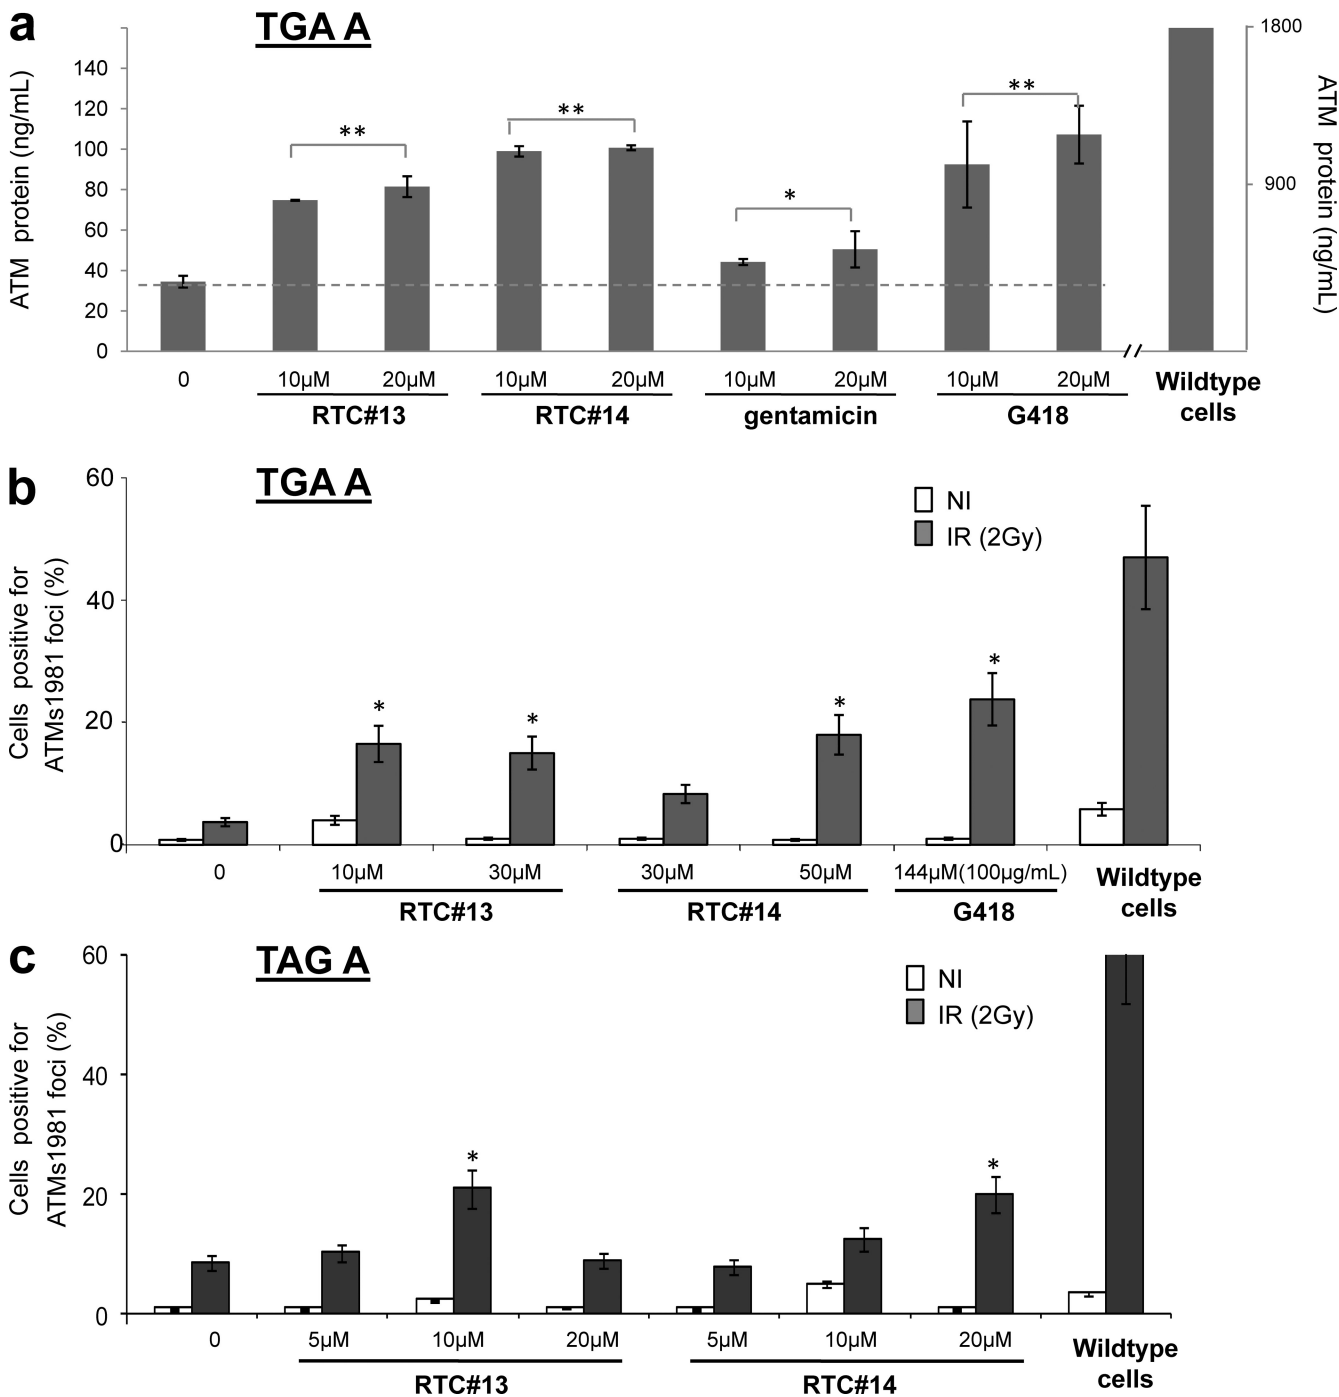 a
TGA A
ATM protein (ng/mL)
140
120
100
80
60
40
20
0
**
**
*
**
1800
900
ATM protein (ng/mL)
0
10µM
20µM
10µM
20µM
10µM
20µM
10µM
20µM
Wildtype
cells
RTC#13
RTC#14
gentamicin
G418
b
TGA A
Cells positive for
ATMs1981 foci (%)
60
40
20
0
NI
IR (2Gy)
*
*
*
*
0
10µM
30µM
30µM
50µM
144µM(100µg/mL)
Wildtype
cells
RTC#13
RTC#14
G418
c
TAG A
Cells positive for
ATMs1981 foci (%)
60
40
20
0
NI
IR (2Gy)
*
*
0
5µM
10µM
20µM
5µM
10µM
20µM
Wildtype
cells
RTC#13
RTC#14